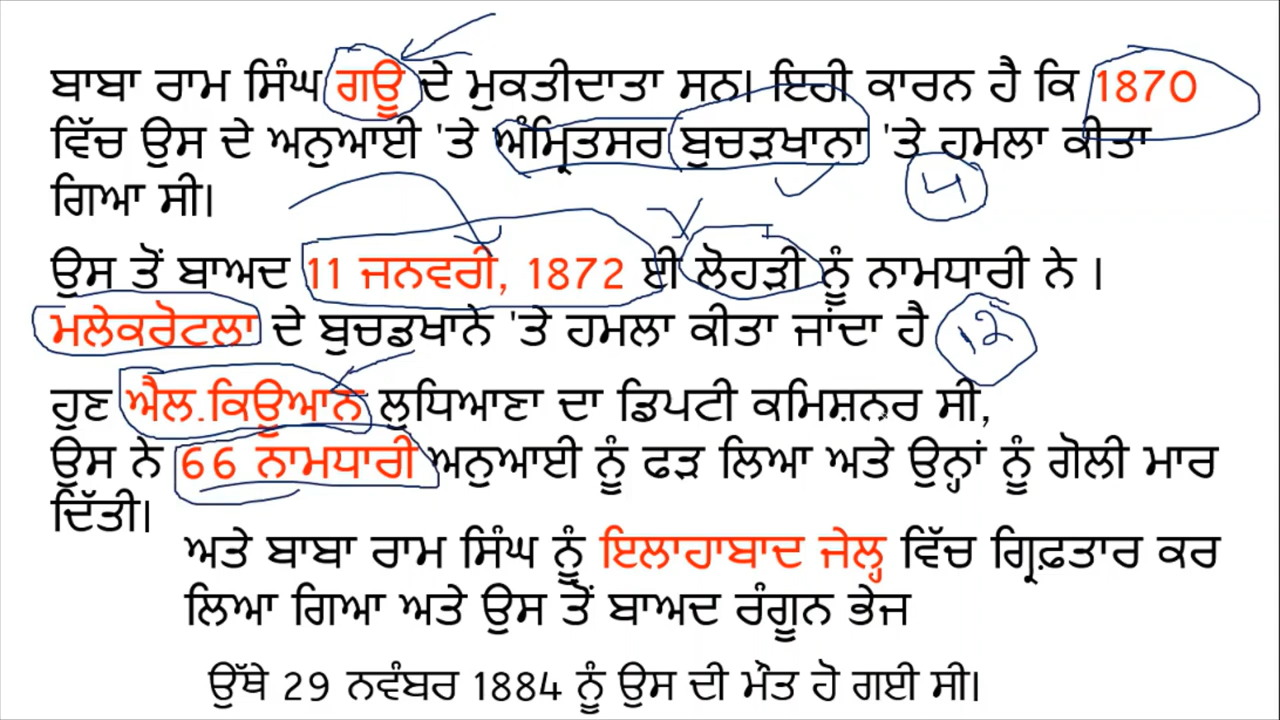 ਬਾਬਾ ਰਾਮ ਸਿੰਘ ਗਊ ਦੇ ਮੁਕਤੀਦਾਤਾ ਸਨ। ਇਹੀ ਕਾਰਨ ਹੈ ਕਿ 1870
ਵਿੱਚ ਉਸ ਦੇ ਅਨੁਆਈ 'ਤੇ ਅੰਮ੍ਰਿਤਸਰ ਬੁਚੜਖਾਨਾ 'ਤੇ ਹਮਲਾ ਕੀਤਾ
ਗਿਆ ਸੀ।
4
ਉਸ ਤੋਂ ਬਾਅਦ 11 ਜਨਵਰੀ, 1872 ਈ ਲੋਹੜੀ ਨੂੰ ਨਾਮਧਾਰੀ ਨੇ ।
ਮਲੇਕਰੋਟਲਾ ਦੇ ਬੁਚਡਖਾਨੇ 'ਤੇ ਹਮਲਾ ਕੀਤਾ ਜਾਂਦਾ ਹੈ
12
ਹੁਣ ਐਲ.ਕਿਊਆਨ ਲੁਧਿਆਣਾ ਦਾ ਡਿਪਟੀ ਕਮਿਸ਼ਨਰ ਸੀ,
ਉਸ ਨੇ 66 ਨਾਮਧਾਰੀ ਅਨੁਆਈ ਨੂੰ ਫੜ ਲਿਆ ਅਤੇ ਉਨ੍ਹਾਂ ਨੂੰ ਗੋਲੀ ਮਾਰ
ਦਿੱਤੀ।
ਅਤੇ ਬਾਬਾ ਰਾਮ ਸਿੰਘ ਨੂੰ ਇਲਾਹਾਬਾਦ ਜੇਲ੍ਹ ਵਿੱਚ ਗ੍ਰਿਫ਼ਤਾਰ ਕਰ
ਲਿਆ ਗਿਆ ਅਤੇ ਉਸ ਤੋਂ ਬਾਅਦ ਰੰਗੂਨ ਭੇਜ
ਉੱਥੇ 29 ਨਵੰਬਰ 1884 ਨੂੰ ਉਸ ਦੀ ਮੌਤ ਹੋ ਗਈ ਸੀ।